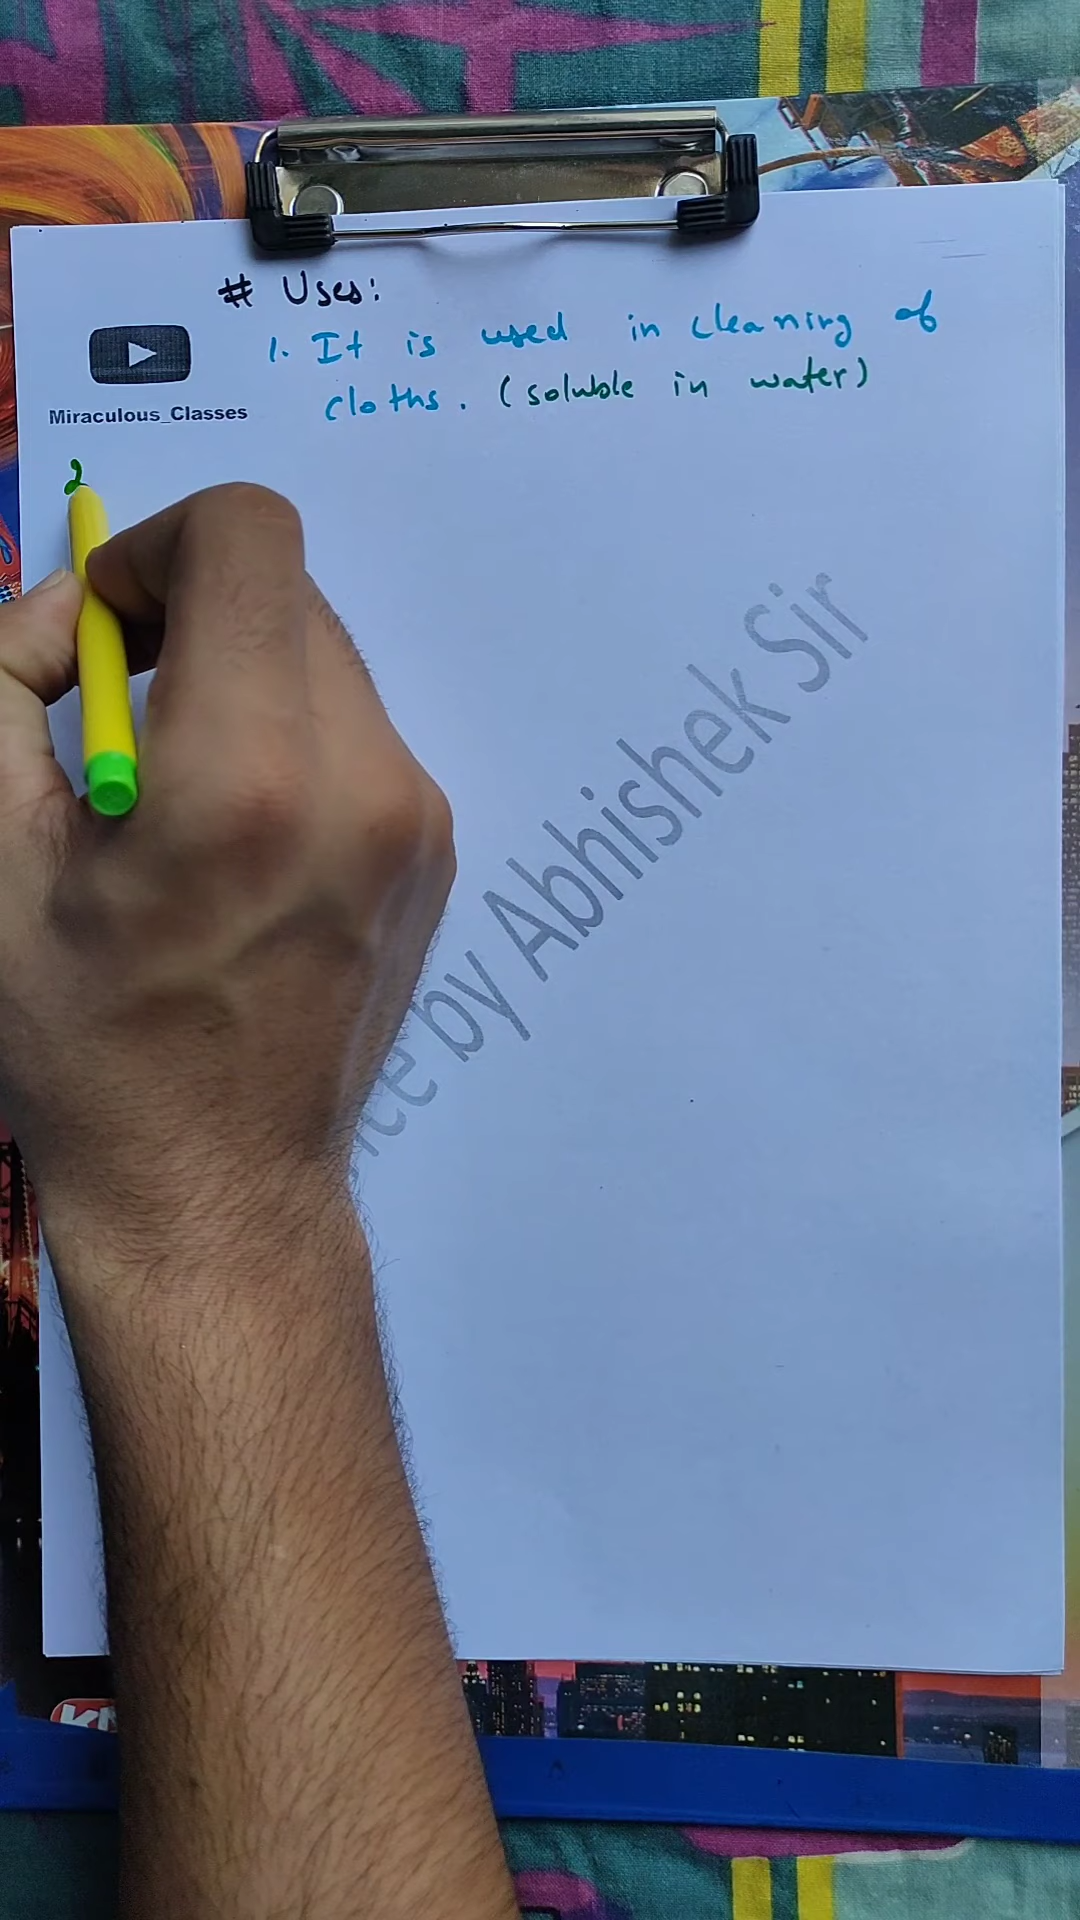 # Uses:
1. It is used in cleaning of
cloths. (soluble in water)
Miraculous_Classes
2
by Abhishek Sir